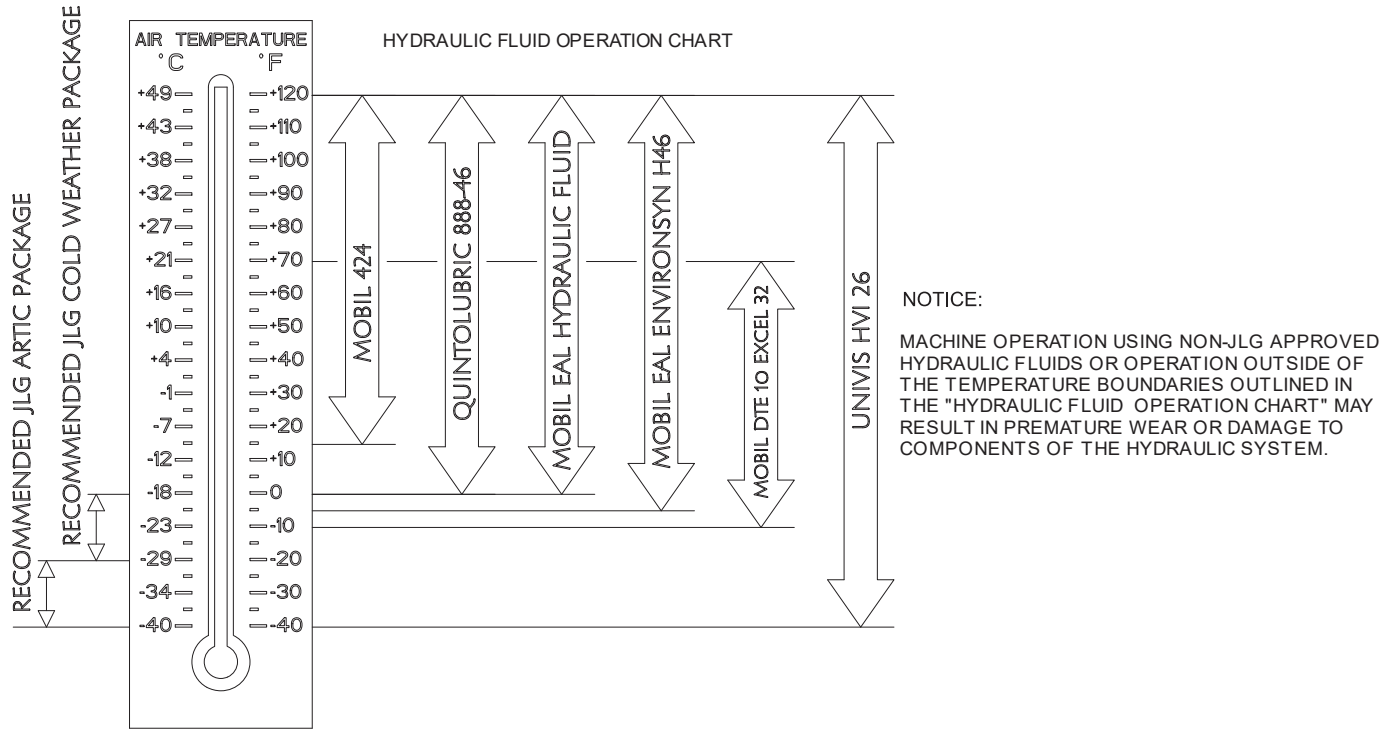 HYDRAULIC FLUID OPERATION CHART
AIR TEMPERATURE
°C °F
+49 +120
+43 +110
+38 +100
+32 +90
+27 +80
+21 +70
+16 +60
+10 +50
+4 +40
-1 +30
-7 +20
-12 +10
-18 0
-23 -10
-29 -20
-34 -30
-40 -40
RECOMMENDED JLG ARTIC PACKAGE
RECOMMENDED JLG COLD WEATHER PACKAGE
MOBIL 424
QUINTOLUBRIC 888-46
MOBIL EAL HYDRAULIC FLUID
MOBIL EAL ENVIRONSYN H46
MOBIL DTE 10 EXCEL 32
UNIVIS HVI 26
NOTICE:
MACHINE OPERATION USING NON-JLG APPROVED
HYDRAULIC FLUIDS OR OPERATION OUTSIDE OF
THE TEMPERATURE BOUNDARIES OUTLINED IN
THE "HYDRAULIC FLUID OPERATION CHART" MAY
RESULT IN PREMATURE WEAR OR DAMAGE TO
COMPONENTS OF THE HYDRAULIC SYSTEM.